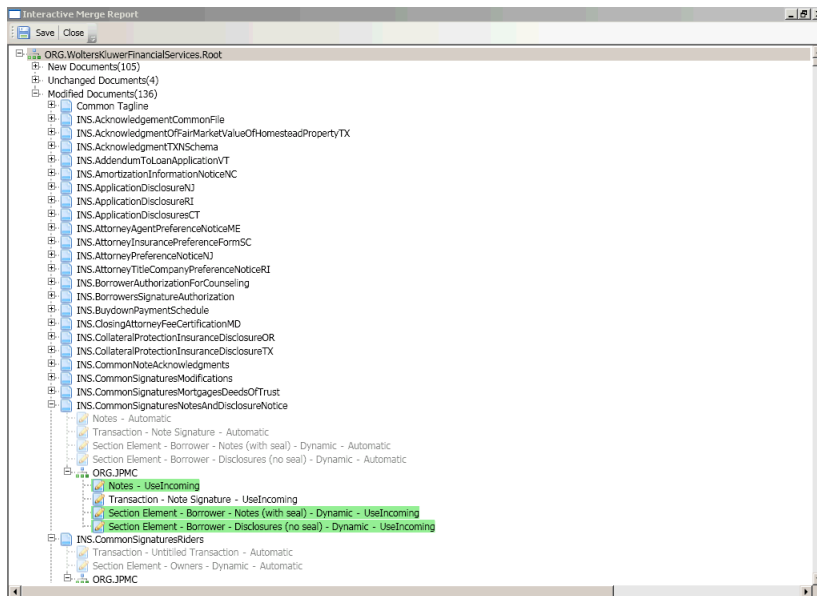 Interactive Merge Report
Save Close
ORG.WoltersKluwerFinancialServices.Root
New Documents(105)
Unchanged Documents(4)
Modified Documents(136)
Common Tagline
INS.AcknowledgementCommonFile
INS.AcknowledgmentOfFairMarketValueOfHomesteadPropertyTX
INS.AcknowledgmentTXNSchema
INS.AddendumToLoanApplicationVT
INS.AmortizationInformationNoticeNC
INS.ApplicationDisclosureNJ
INS.ApplicationDisclosureRI
INS.ApplicationDisclosuresCT
INS.AttorneyAgentPreferenceNoticeME
INS.AttorneyInsurancePreferenceFormSC
INS.AttorneyPreferenceNoticeNJ
INS.AttorneyTitleCompanyPreferenceNoticeRI
INS.BorrowerAuthorizationForCounseling
INS.BorrowersSignatureAuthorization
INS.BuydownPaymentSchedule
INS.ClosingAttorneyFeeCertificationMD
INS.CollateralProtectionInsuranceDisclosureOR
INS.CollateralProtectionInsuranceDisclosureTX
INS.CommonNoteAcknowledgments
INS.CommonSignaturesModifications
INS.CommonSignaturesMortgagesDeedsOfTrust
INS.CommonSignaturesNotesAndDisclosureNotice
Notes - Automatic
Transaction - Note Signature - Automatic
Section Element - Borrower - Notes (with seal) - Dynamic - Automatic
Section Element - Borrower - Disclosures (no seal) - Dynamic - Automatic
ORG.JPMC
Notes - UseIncoming
Transaction - Note Signature - UseIncoming
Section Element - Borrower - Notes (with seal) - Dynamic - UseIncoming
Section Element - Borrower - Disclosures (no seal) - Dynamic - UseIncoming
INS.CommonSignaturesRiders
Transaction - Untitiled Transaction - Automatic
Section Element - Owners - Dynamic - Automatic
ORG.JPMC